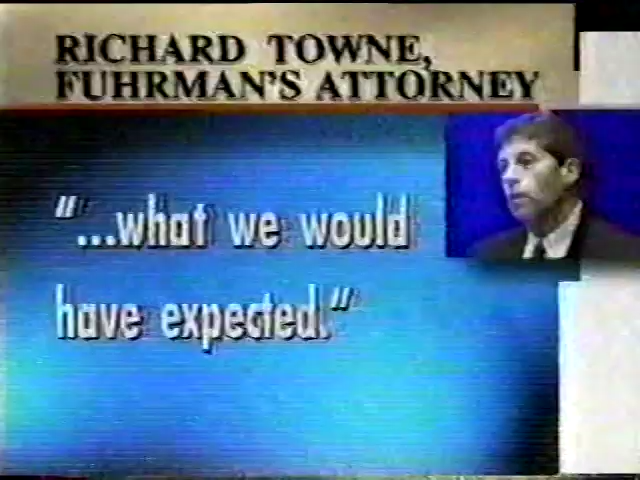 RICHARD TOWNE,
FUHRMAN'S ATTORNEY
"...what we would
have expected."